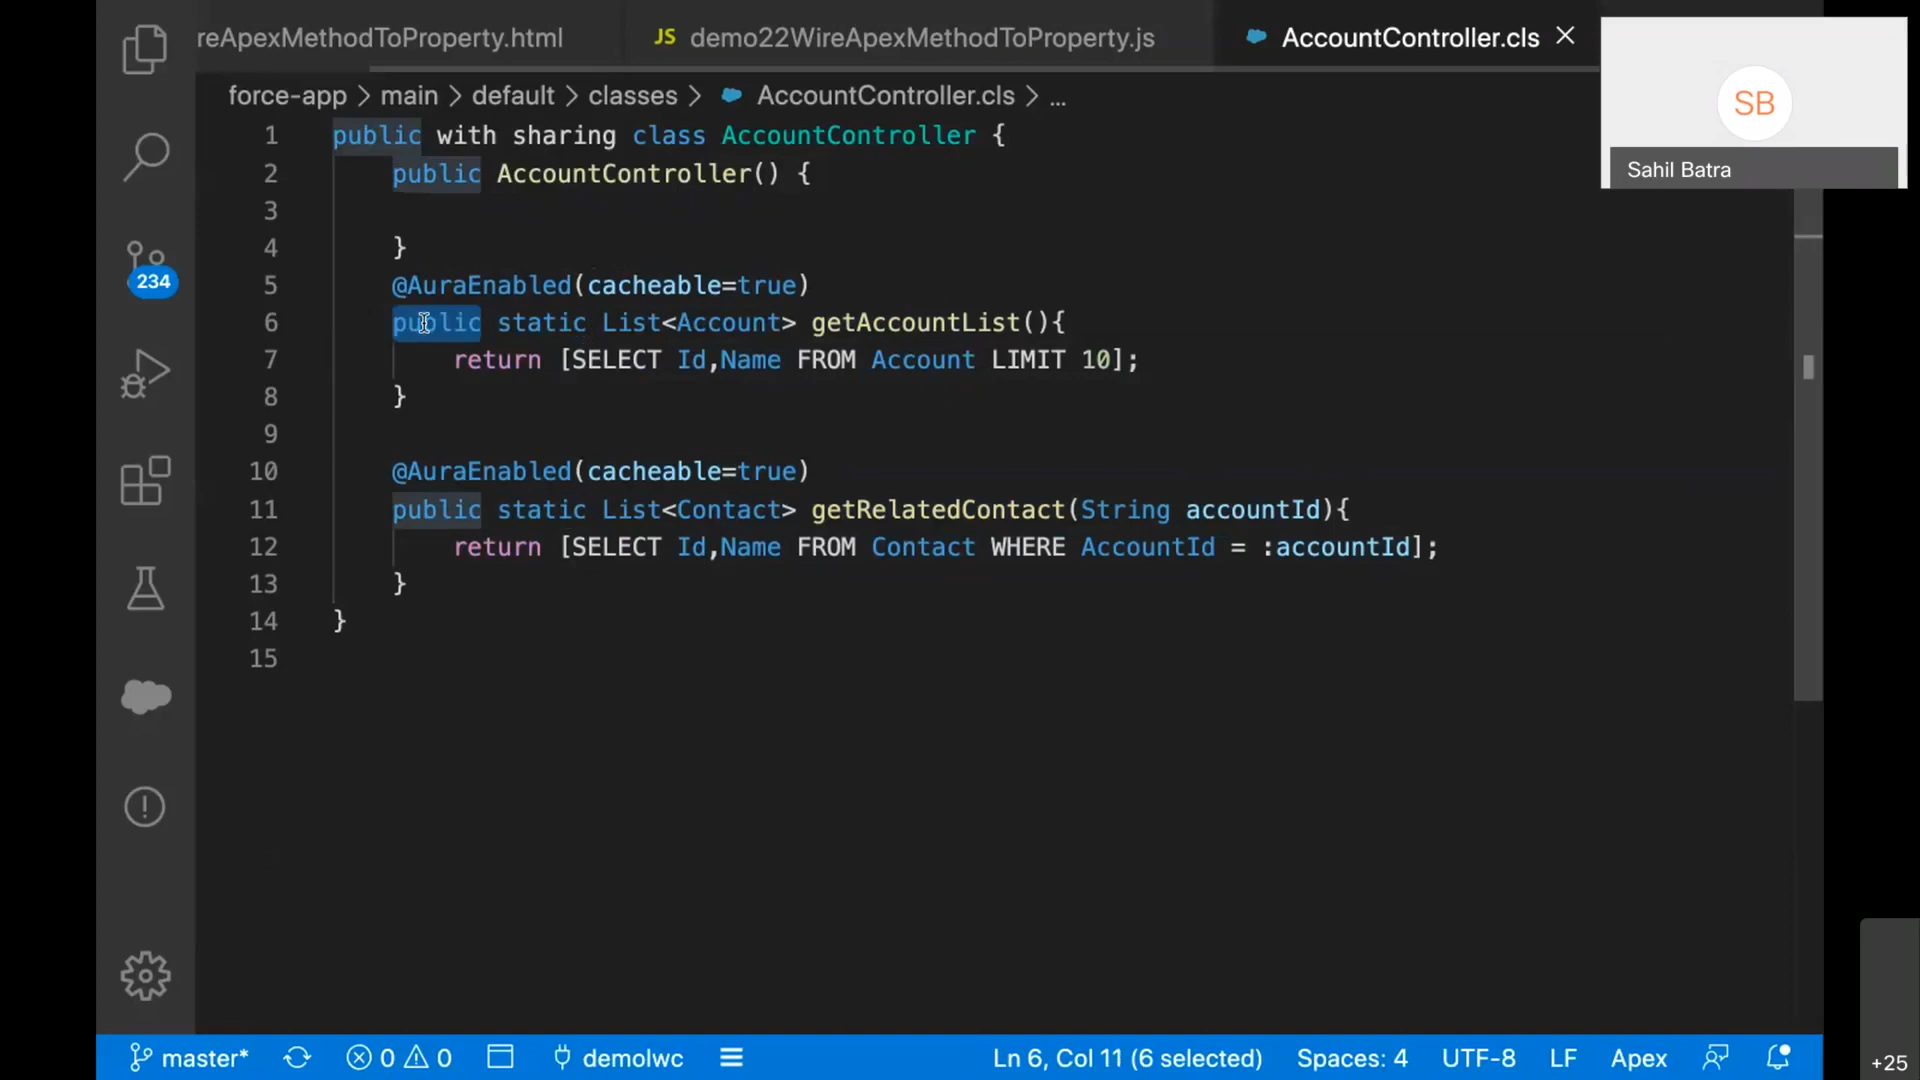 reApexMethodToProperty.html
JS demo22WireApexMethodToProperty.js
AccountController.cls
SB
Sahil Batra
force-app > main > default > classes > AccountController.cls > ...
1 public with sharing class AccountController {
2 public AccountController() {
3
4 }
5 @AuraEnabled(cacheable=true)
6 public static List<Account> getAccountList(){
7 return [SELECT Id,Name FROM Account LIMIT 10];
8 }
9
10 @AuraEnabled(cacheable=true)
11 public static List<Contact> getRelatedContact(String accountId){
12 return [SELECT Id,Name FROM Contact WHERE AccountId = :accountId];
13 }
14 }
15
234
master* 0 0 demolwc Ln 6, Col 11 (6 selected) Spaces: 4 UTF-8 LF Apex
+25